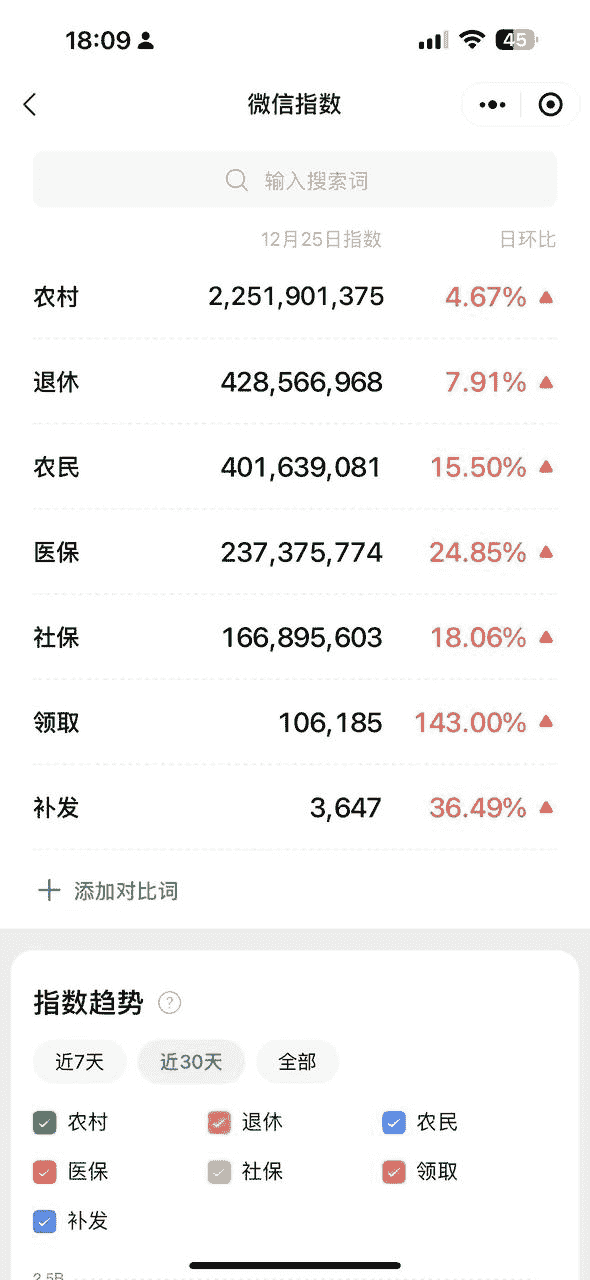 18:09
45
微信指数
输入搜索词
12月25日指数 日环比
农村 2,251,901,375 4.67% ▲
退休 428,566,968 7.91% ▲
农民 401,639,081 15.50% ▲
医保 237,375,774 24.85% ▲
社保 166,895,603 18.06% ▲
领取 106,185 143.00% ▲
补发 3,647 36.49% ▲
+ 添加对比词
指数趋势 ?
近7天 近30天 全部
农村 退休 农民
医保 社保 领取
补发
2.5B